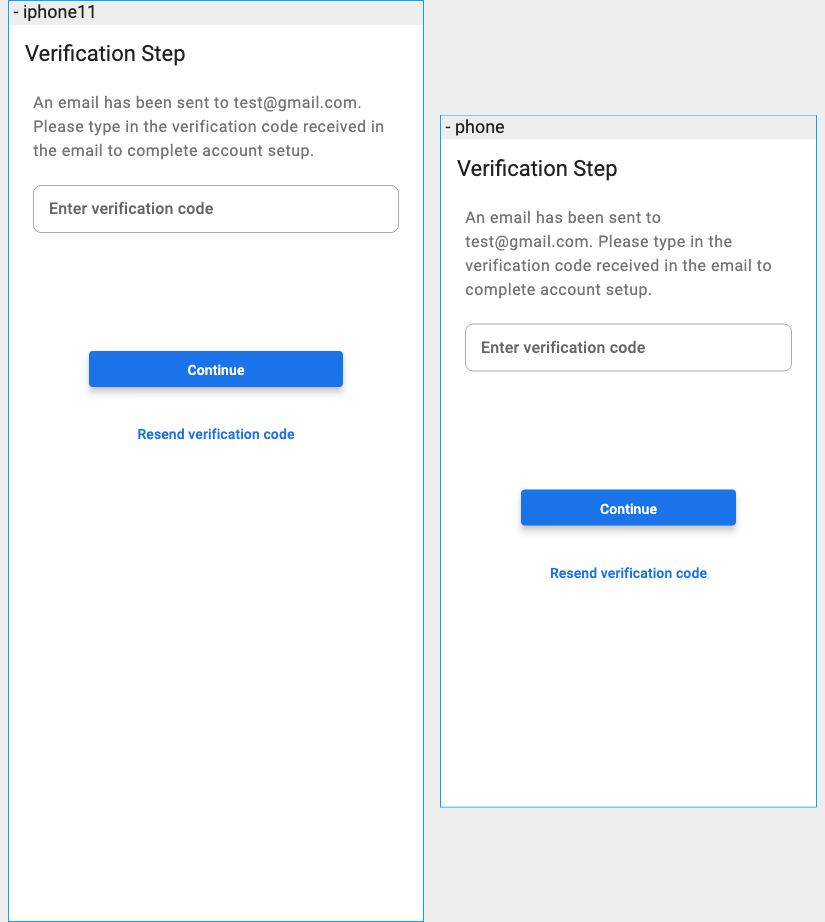 - iphone11
Verification Step
An email has been sent to test@gmail.com.
Please type in the verification code received in
the email to complete account setup.
Enter verification code
Continue
Resend verification code
- phone
Verification Step
An email has been sent to
test@gmail.com. Please type in the
verification code received in the email to
complete account setup.
Enter verification code
Continue
Resend verification code